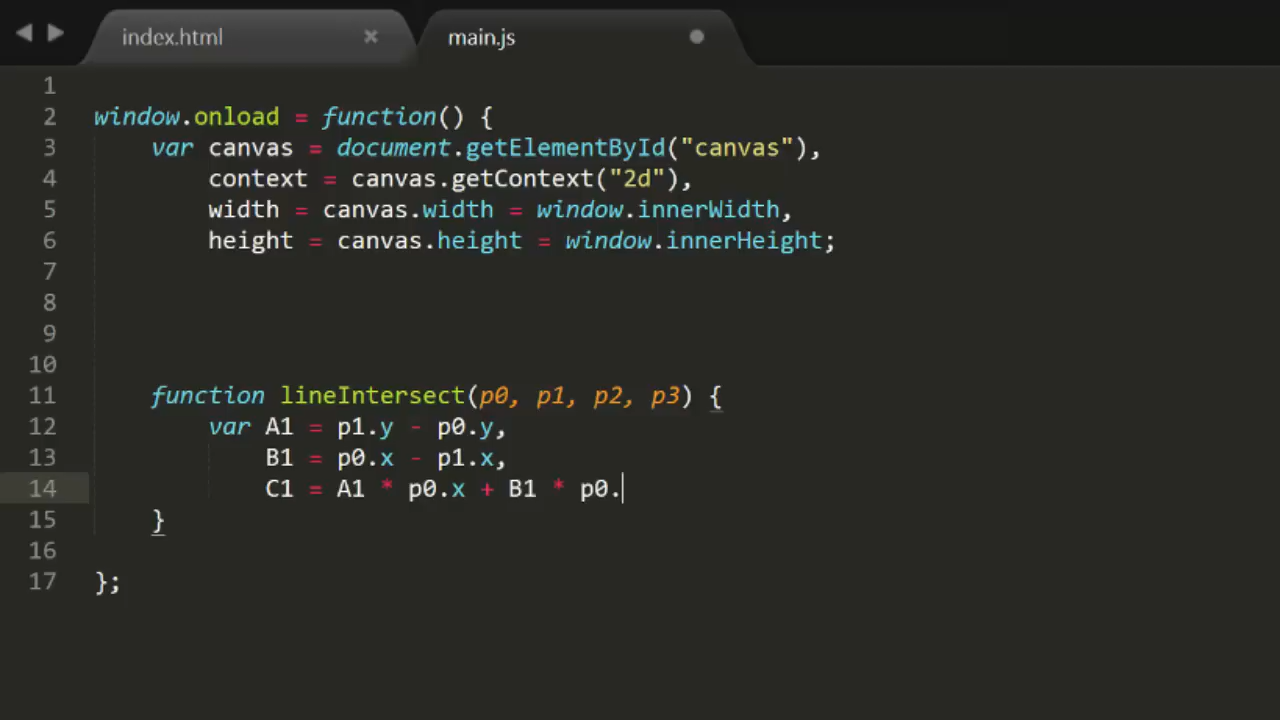 index.html
main.js
1
2 window.onload = function() {
3 var canvas = document.getElementById("canvas"),
4 context = canvas.getContext("2d"),
5 width = canvas.width = window.innerWidth,
6 height = canvas.height = window.innerHeight;
7
8
9
10
11 function lineIntersect(p0, p1, p2, p3) {
12 var A1 = p1.y - p0.y,
13 B1 = p0.x - p1.x,
14 C1 = A1 * p0.x + B1 * p0.
15 }
16
17 };